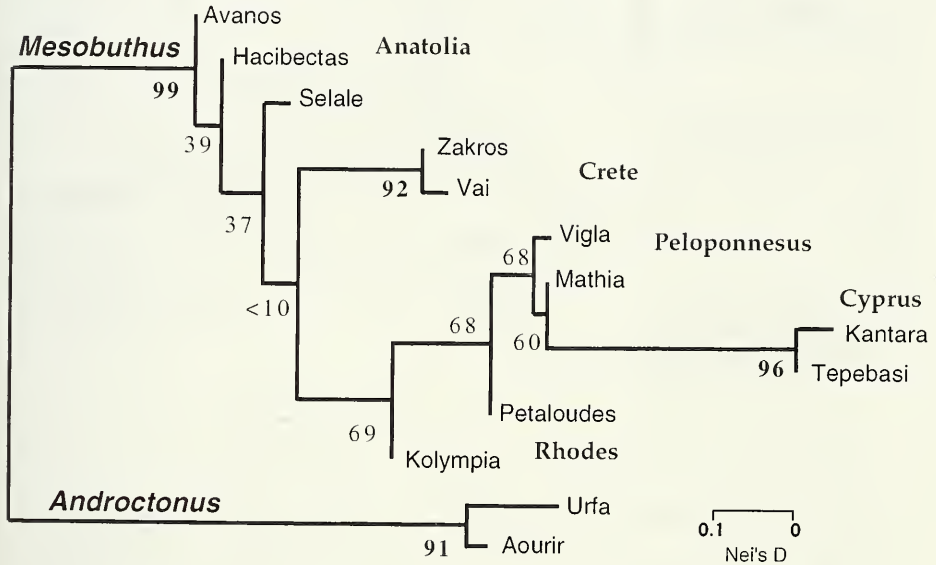 Avanos
Mesobuthus
Anatolia
Hacibectas
99
Selale
39
Zakros
Crete
92
Vai
37
Vigla
Peloponnesus
68
Mathia
Cyprus
<10
68
Kantara
60
96
Tepebasi
Petaloudes
69
Rhodes
Kolympia
Androctonus
Urfa
0.1 0
91
Aourir
Nei's D